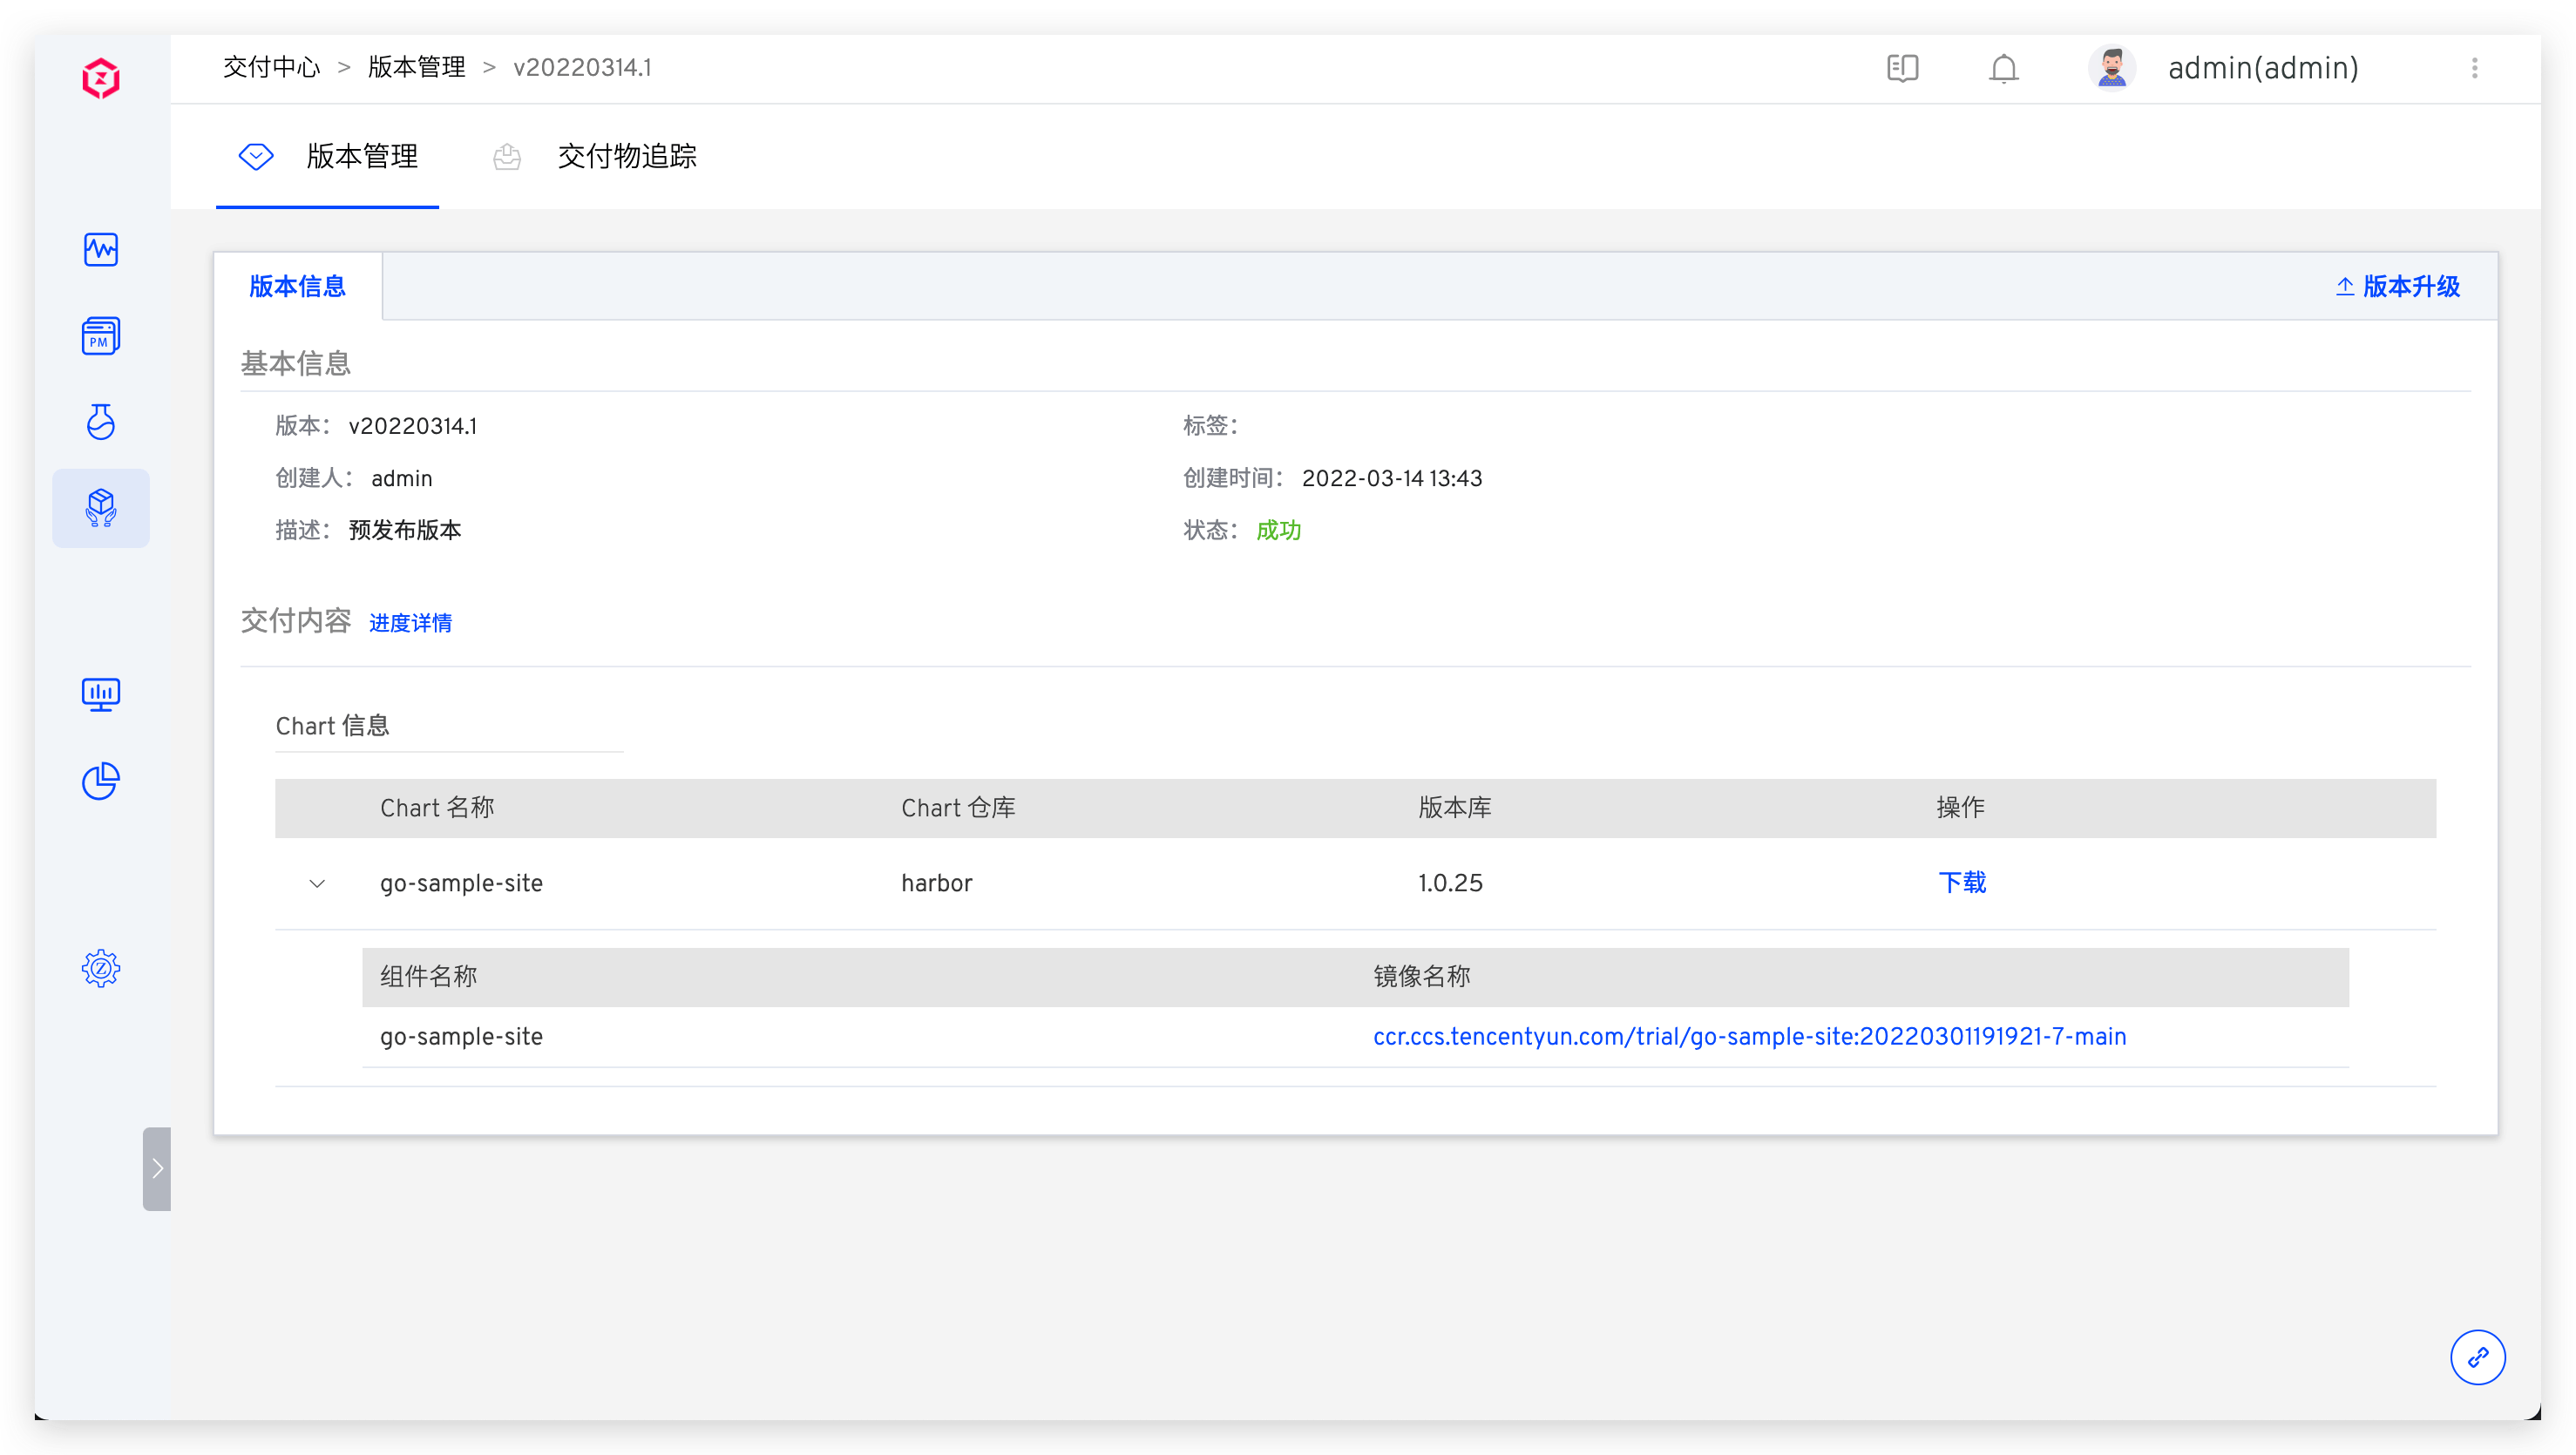 交付中心 > 版本管理 > v20220314.1
admin(admin)
版本管理
交付物追踪
版本信息
版本升级
基本信息
版本: v20220314.1
标签:
创建人: admin
创建时间: 2022-03-14 13:43
描述: 预发布版本
状态: 成功
PM
交付内容 进度详情
Chart 信息
Chart 名称 Chart 仓库 版本库 操作
go-sample-site harbor 1.0.25 下载
组件名称 镜像名称
go-sample-site ccr.ccs.tencentyun.com/trial/go-sample-site:20220301191921-7-main